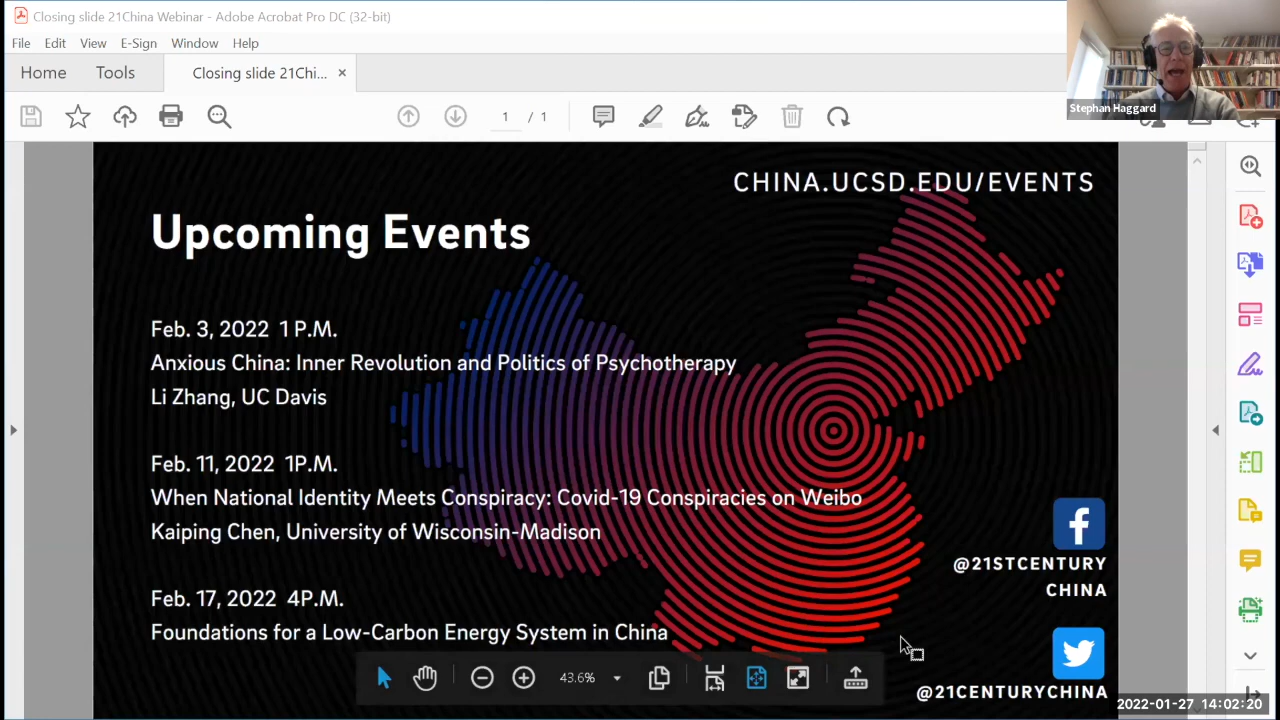 Closing slide 21China Webinar - Adobe Acrobat Pro DC (32-bit)
File Edit View E-Sign Window Help
Home Tools Closing slide 21Chi... ×
1 / 1
Stephan Haggard
CHINA.UCSD.EDU/EVENTS
Upcoming Events
Feb. 3, 2022 1 P.M.
Anxious China: Inner Revolution and Politics of Psychotherapy
Li Zhang, UC Davis
Feb. 11, 2022 1P.M.
When National Identity Meets Conspiracy: Covid-19 Conspiracies on Weibo
Kaiping Chen, University of Wisconsin-Madison
Feb. 17, 2022 4P.M.
Foundations for a Low-Carbon Energy System in China
@21STCENTURY
CHINA
@21CENTURYCHINA
43.6%
2022-01-27 14:02:20